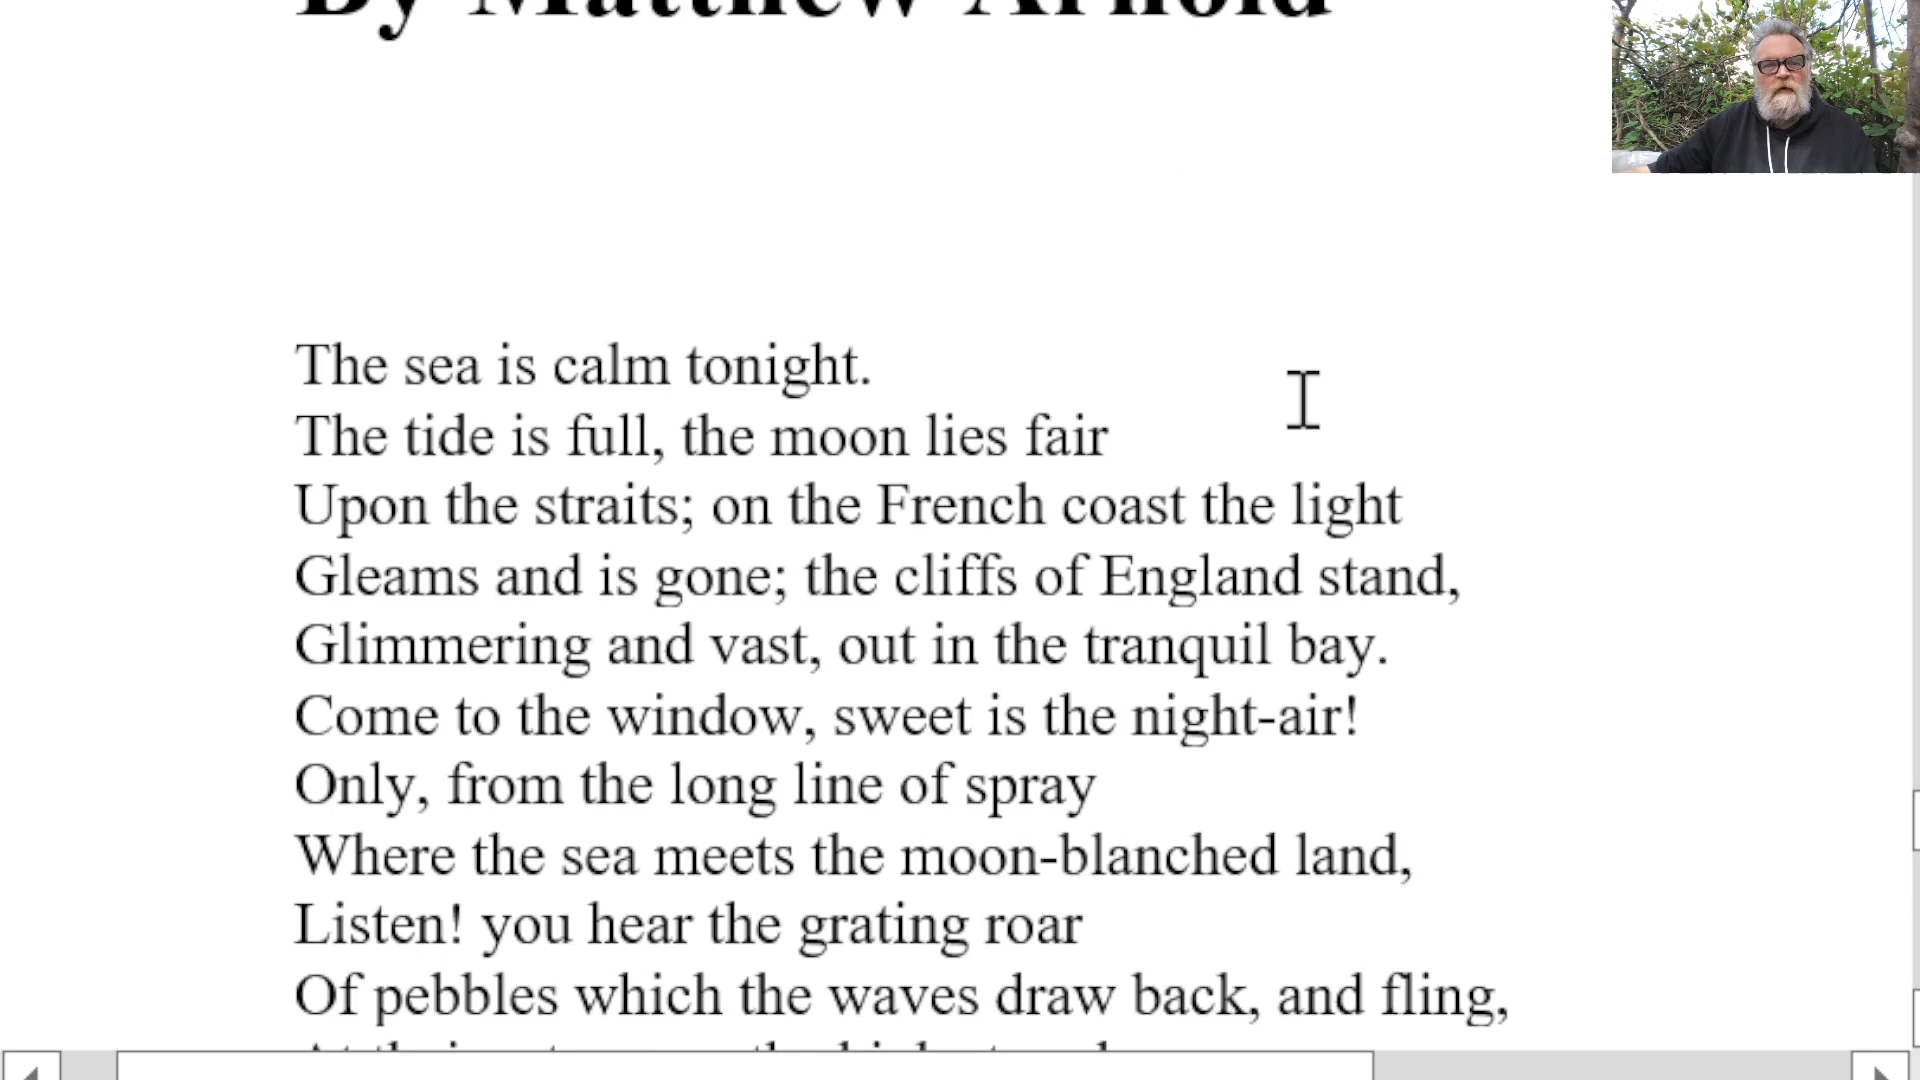 By Matthew Arnold
The sea is calm tonight.
The tide is full, the moon lies fair
Upon the straits; on the French coast the light
Gleams and is gone; the cliffs of England stand,
Glimmering and vast, out in the tranquil bay.
Come to the window, sweet is the night-air!
Only, from the long line of spray
Where the sea meets the moon-blanched land,
Listen! you hear the grating roar
Of pebbles which the waves draw back, and fling,